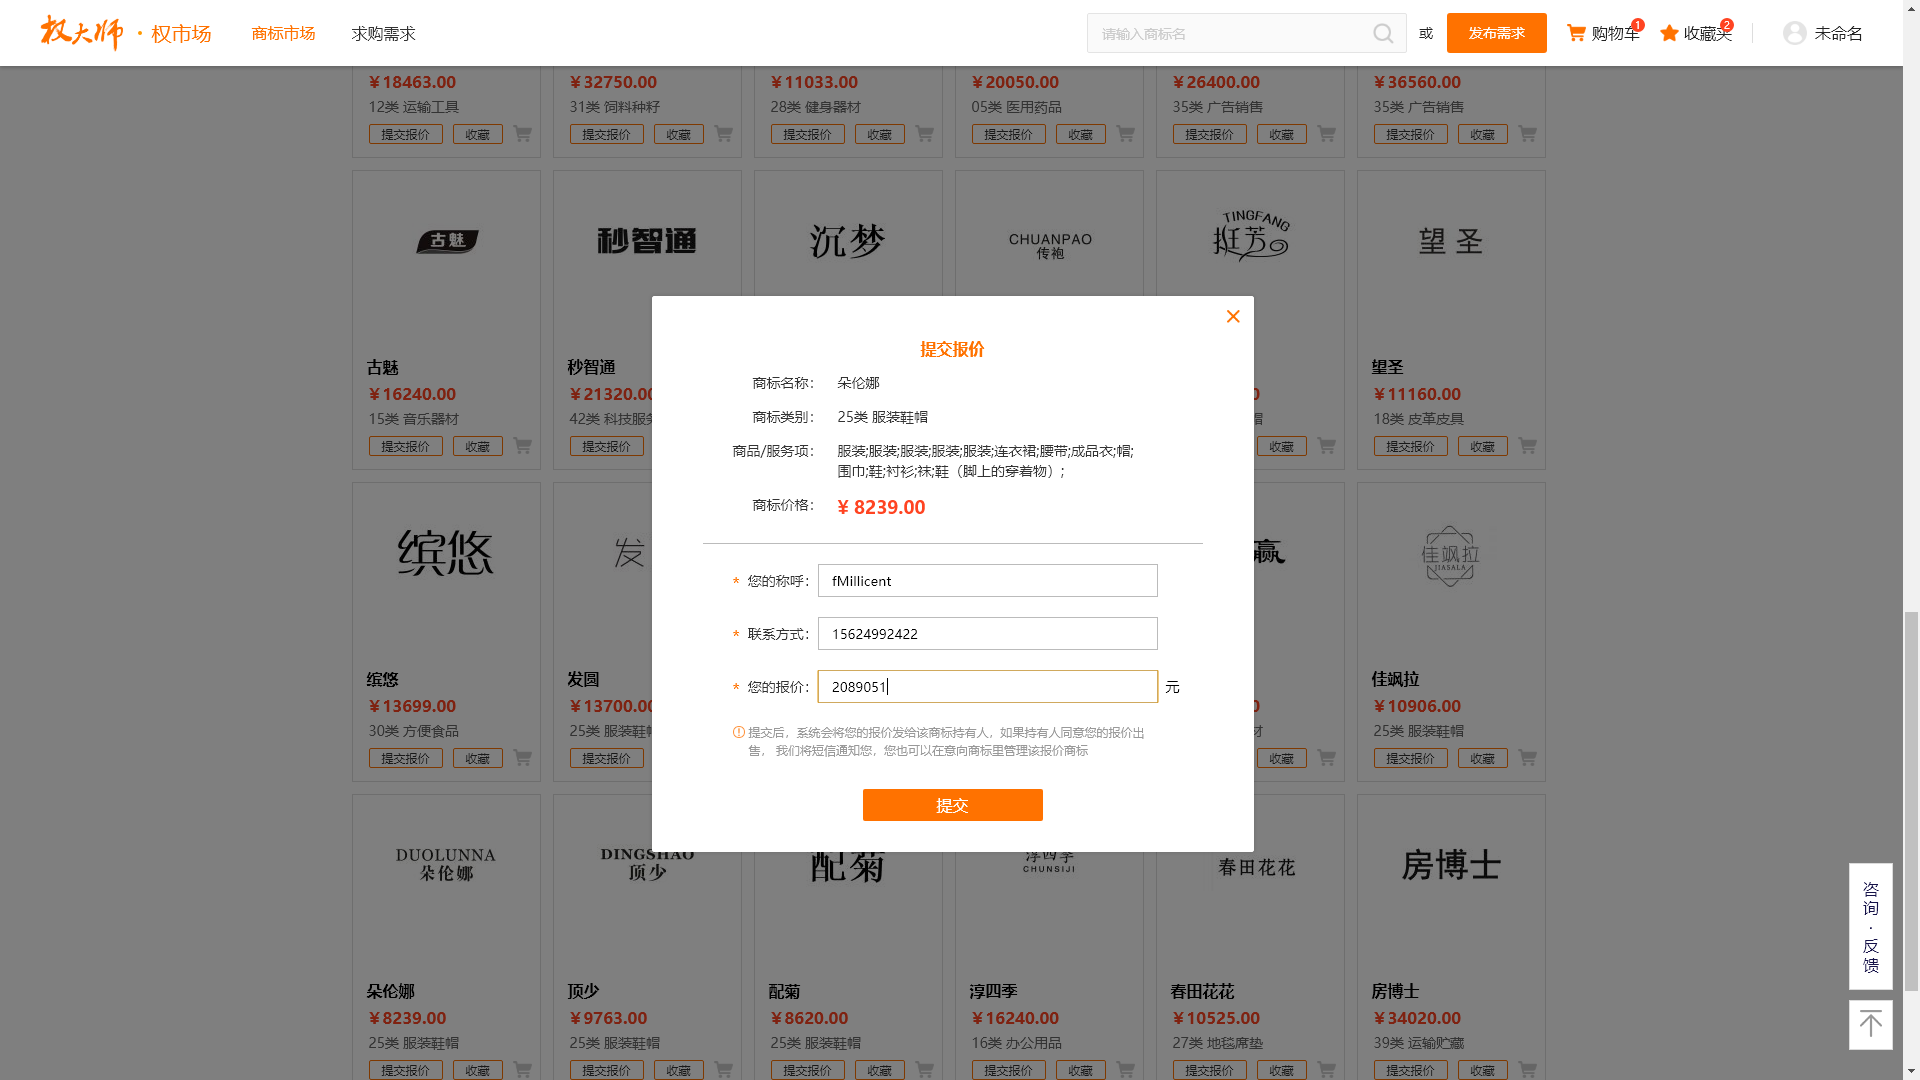 权大师 · 权市场 商标市场 求购需求 请输入商标名 或 发布需求 购物车 1 收藏夹 2 未命名
￥18463.00 ￥32750.00 ￥11033.00 ￥20050.00 ￥26400.00 ￥36560.00
12类 运输工具 31类 饲料种籽 28类 健身器材 05类 医用药品 35类 广告销售 35类 广告销售
提交报价 收藏 提交报价 收藏 提交报价 收藏 提交报价 收藏 提交报价 收藏 提交报价 收藏
古魅 秒智通 沉梦 CHUANPAO 传袍 TINGFANG 挺芳 望圣
古魅 秒智通 望圣
￥16240.00 ￥21320.00 ￥11160.00
15类 音乐器材 42类 科技服务 18类 皮革皮具
提交报价 收藏 提交报价 收藏 提交报价 收藏
提交报价
商标名称： 朵伦娜
商标类别： 25类 服装鞋帽
商品/服务项： 服装;服装;服装;服装;服装;连衣裙;腰带;成品衣;帽;
围巾;鞋;衬衫;袜;鞋（脚上的穿着物）;
商标价格： ¥ 8239.00
* 您的称呼： fMillicent
* 联系方式： 15624992422
* 您的报价： 2089051 元
提交后，系统会将您的报价发给该商标持有人，如果持有人同意您的报价出
售， 我们将短信通知您，您也可以在意向商标里管理该报价商标
提交
缤悠 发 赢 佳飒拉 JIASALA
缤悠 发圆 佳飒拉
￥13699.00 ￥13700.00 ￥10906.00
30类 方便食品 25类 服装鞋帽 25类 服装鞋帽
提交报价 收藏 提交报价 收藏 提交报价 收藏
DUOLUNNA 朵伦娜 DINGSHAO 顶少 配菊 淳四季 CHUNSIJI 春田花花 房博士
朵伦娜 顶少 配菊 淳四季 春田花花 房博士
￥8239.00 ￥9763.00 ￥8620.00 ￥16240.00 ￥10525.00 ￥34020.00
25类 服装鞋帽 25类 服装鞋帽 25类 服装鞋帽 16类 办公用品 27类 地毯席垫 39类 运输贮藏
提交报价 收藏 提交报价 收藏 提交报价 收藏 提交报价 收藏 提交报价 收藏 提交报价 收藏
咨询·反馈